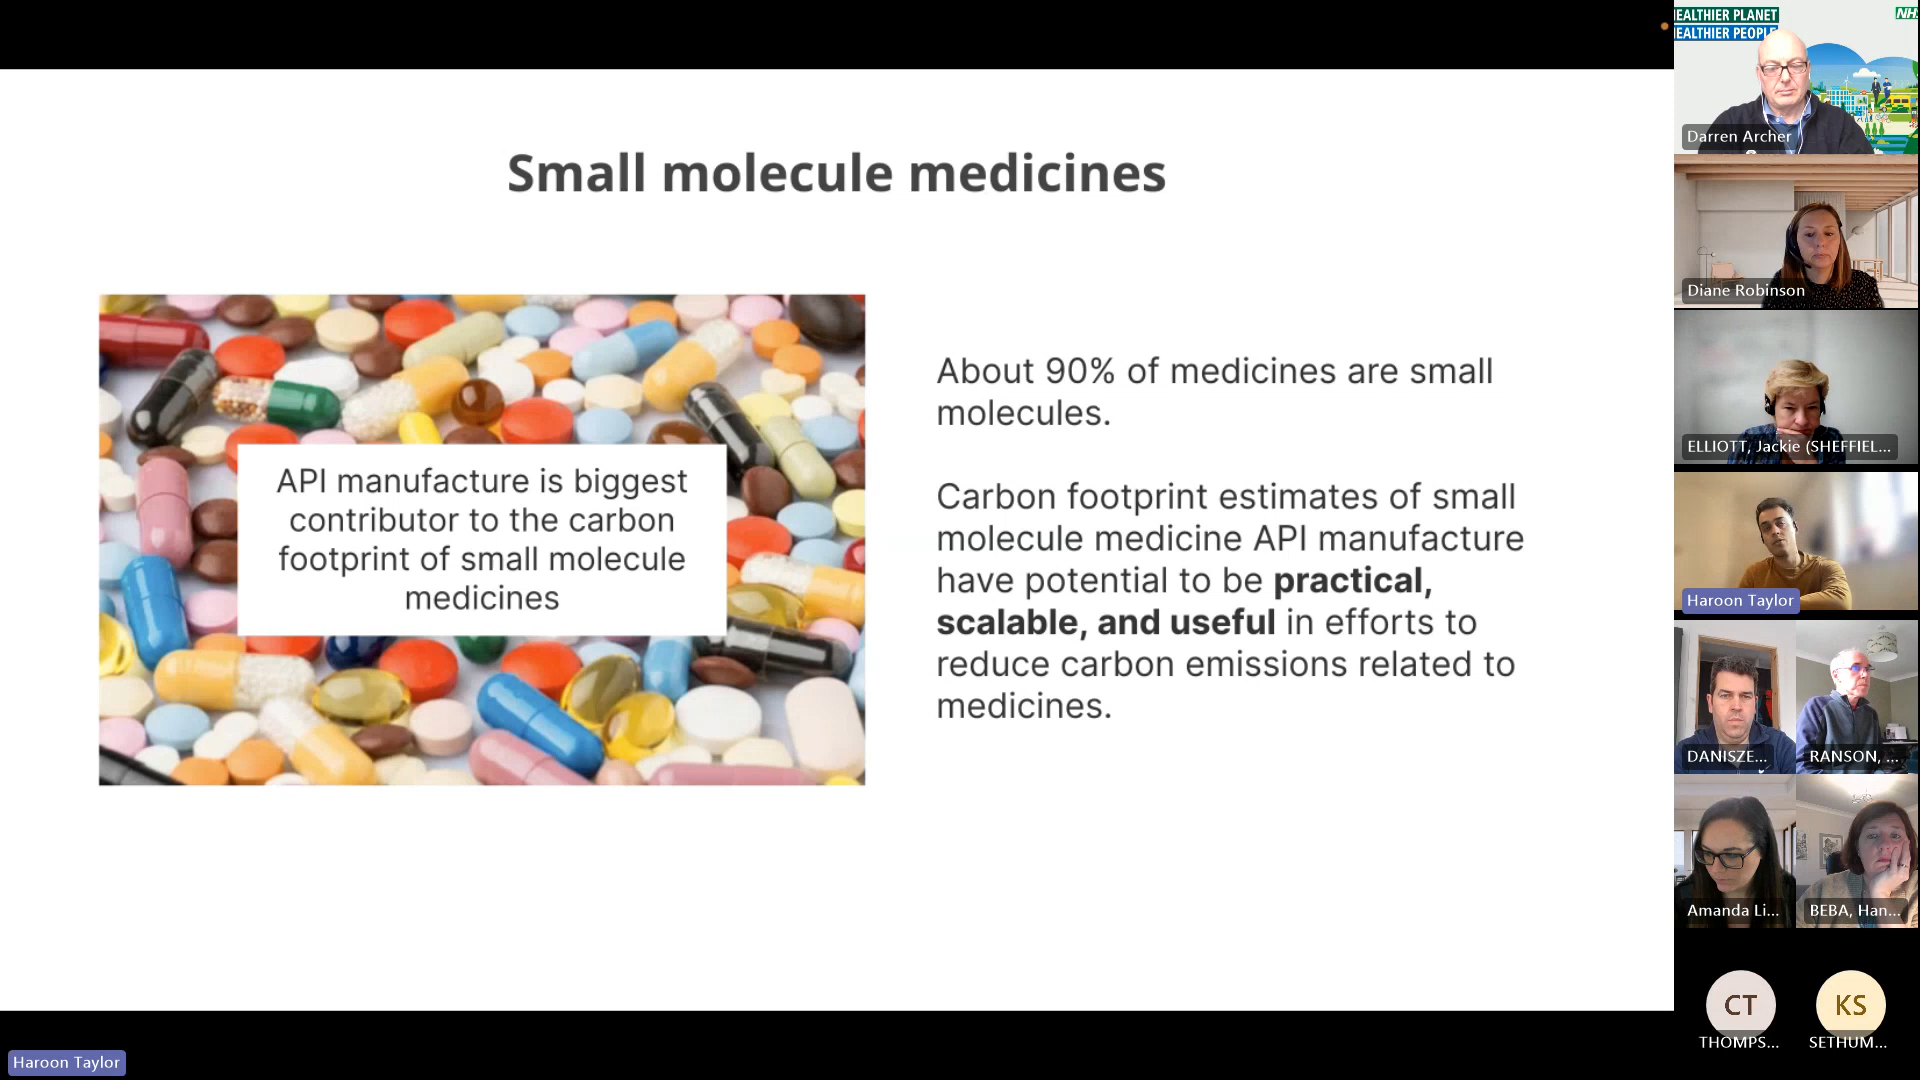 Small molecule medicines
API manufacture is biggest
contributor to the carbon
footprint of small molecule
medicines
About 90% of medicines are small
molecules.
Carbon footprint estimates of small
molecule medicine API manufacture
have potential to be practical,
scalable, and useful in efforts to
reduce carbon emissions related to
medicines.
EALTHIER PLANET
EALTHIER PEOPLE
NH
Darren Archer
Diane Robinson
ELLIOTT, Jackie (SHEFFIEL...
Haroon Taylor
DANISZE...
RANSON, ...
Amanda Li...
BEBA, Han...
CT
THOMPS...
KS
SETHUM...
Haroon Taylor